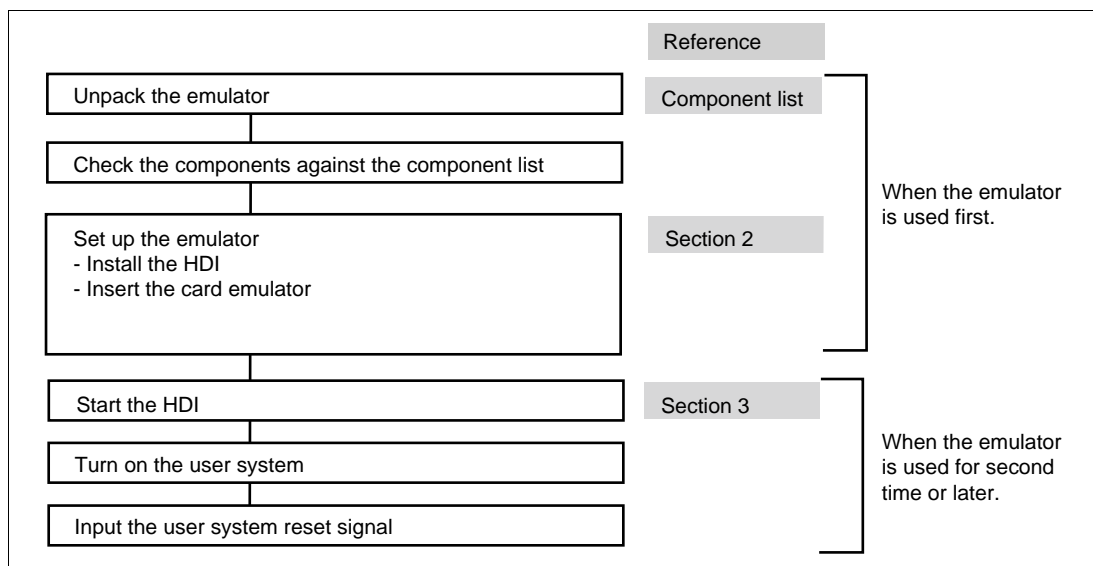 Reference
Unpack the emulator
Component list
Check the components against the component list
When the emulator
is used first.
Set up the emulator
- Install the HDI
- Insert the card emulator
Section 2
Start the HDI
Section 3
Turn on the user system
When the emulator
is used for second
time or later.
Input the user system reset signal